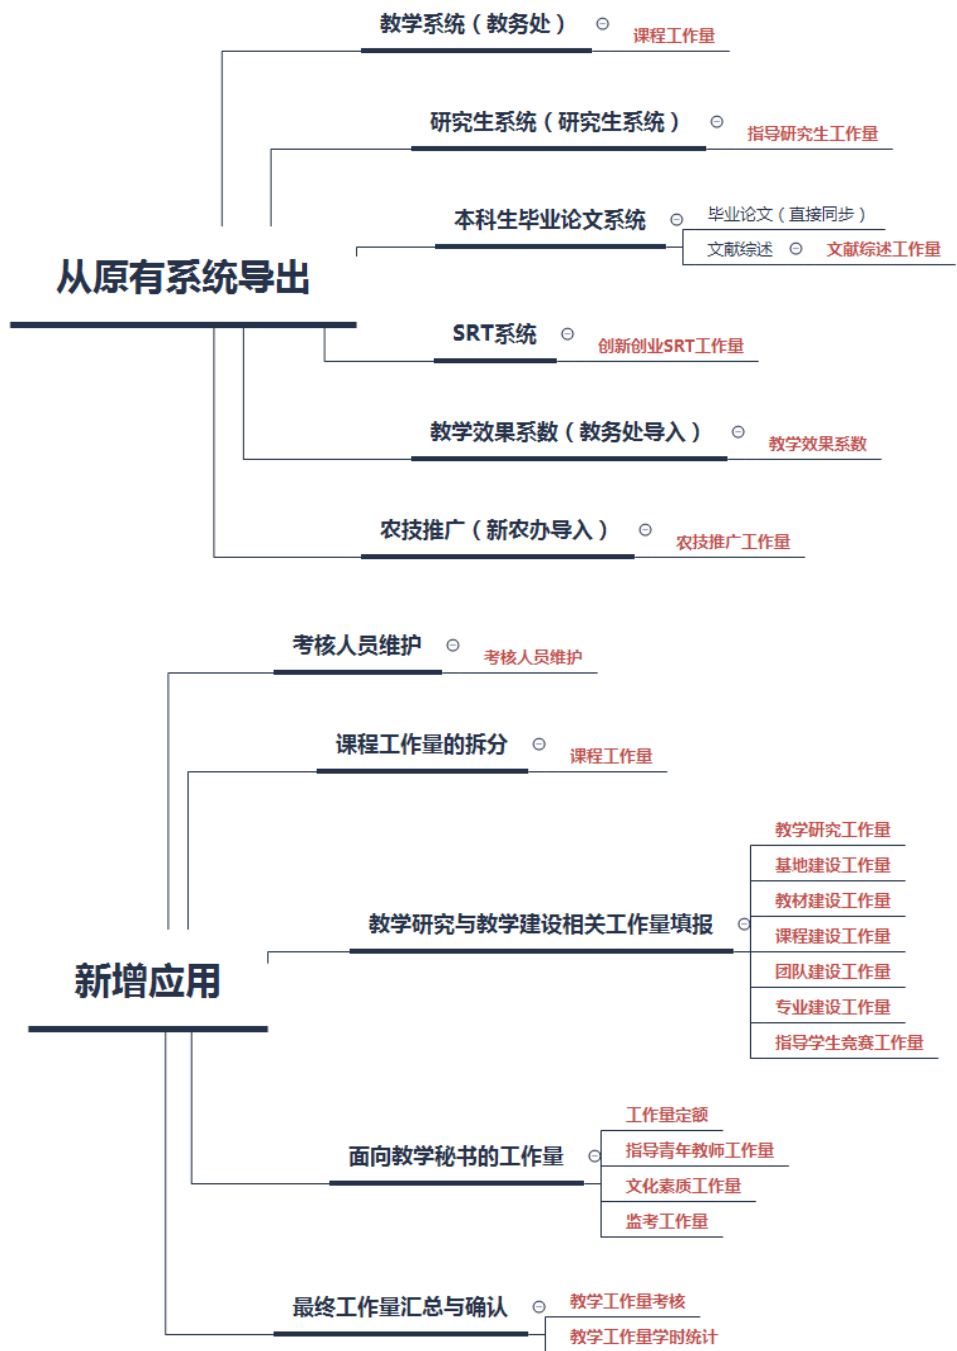 教学系统（教务处）
课程工作量
研究生系统（研究生系统）
指导研究生工作量
本科生毕业论文系统
毕业论文（直接同步）
文献综述
文献综述工作量
从原有系统导出
SRT系统
创新创业SRT工作量
教学效果系数（教务处导入）
教学效果系数
农技推广（新农办导入）
农技推广工作量
考核人员维护
考核人员维护
课程工作量的拆分
课程工作量
教学研究与教学建设相关工作量填报
教学研究工作量
基地建设工作量
教材建设工作量
课程建设工作量
团队建设工作量
专业建设工作量
指导学生竞赛工作量
新增应用
面向教学秘书的工作量
工作量定额
指导青年教师工作量
文化素质工作量
监考工作量
最终工作量汇总与确认
教学工作量考核
教学工作量学时统计